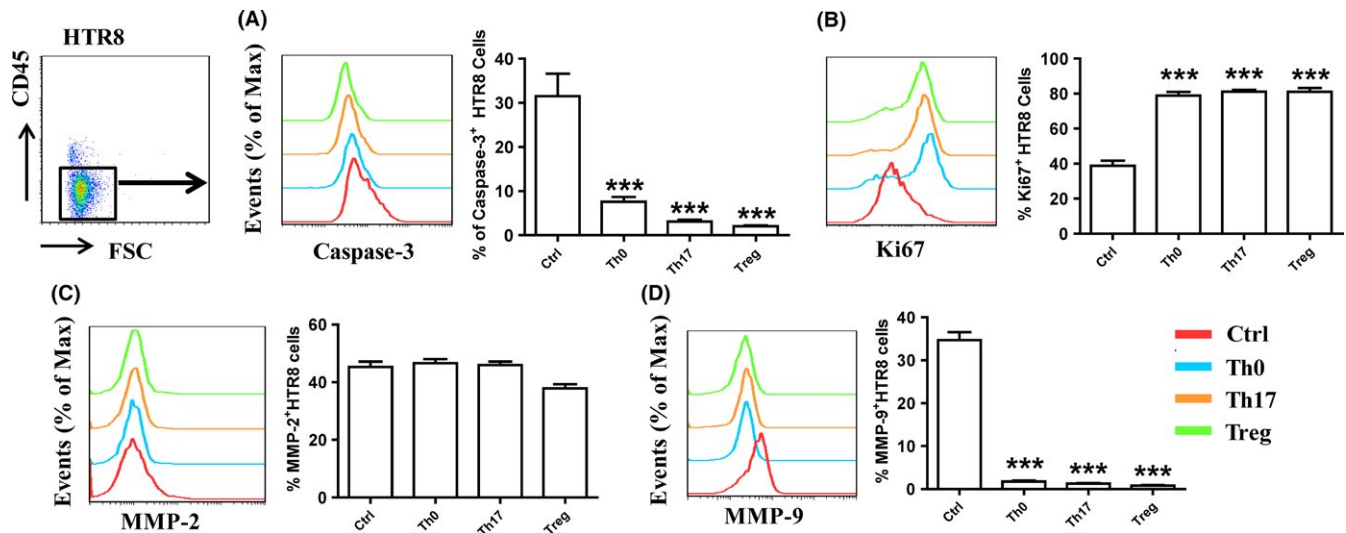 HTR8
CD45
FSC
(A)
Events (% of Max)
Caspase-3
% of Caspase-3⁺ HTR8 Cells
40
30
20
10
0
***
***
***
Ctrl
Th0
Th17
Treg
(B)
Ki67
% Ki67⁺ HTR8 Cells
100
80
60
40
20
0
***
***
***
Ctrl
Th0
Th17
Treg
(C)
Events (% of Max)
MMP-2
% MMP-2⁺HTR8 cells
60
40
20
0
Ctrl
Th0
Th17
Treg
(D)
Events (% of Max)
MMP-9
% MMP-9⁺HTR8 cells
40
30
20
10
0
***
***
***
Ctrl
Th0
Th17
Treg
Ctrl
Th0
Th17
Treg